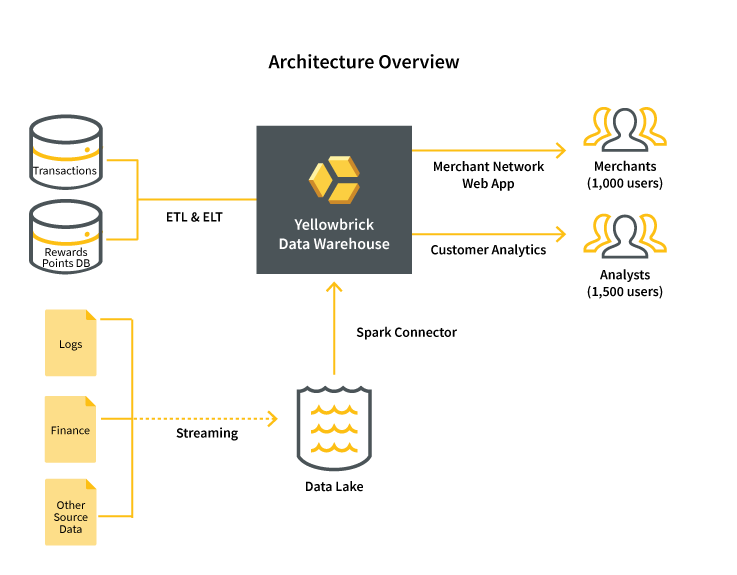 Architecture Overview
Transactions
Rewards
Points DB
ETL & ELT
Yellowbrick
Data Warehouse
Merchant Network
Web App
Merchants
(1,000 users)
Customer Analytics
Analysts
(1,500 users)
Logs
Finance
Other
Source
Data
Streaming
Spark Connector
Data Lake